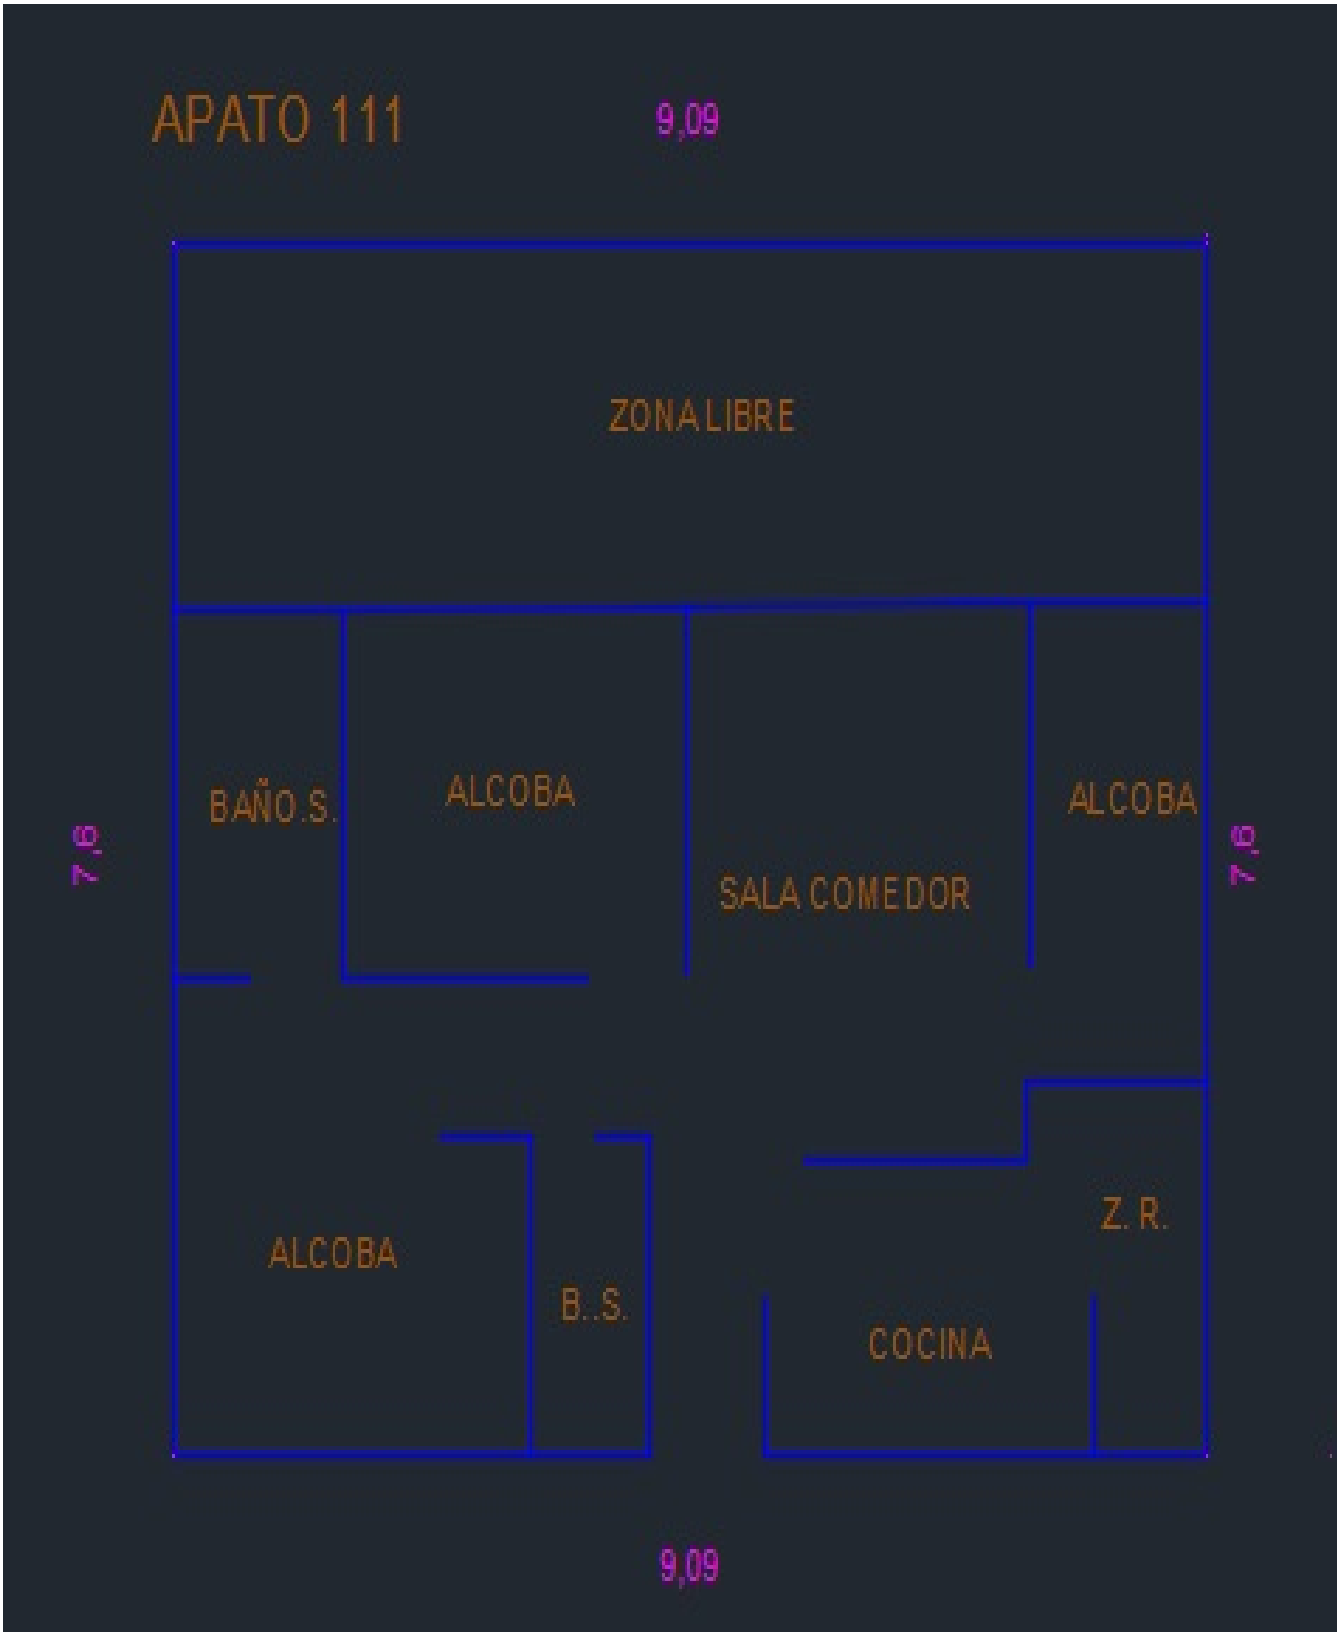 APATO 111
9,09
ZONA LIBRE
BAÑO.S.
ALCOBA
ALCOBA
SALA COMEDOR
7,6
7,6
ALCOBA
B..S.
Z. R.
COCINA
9,09